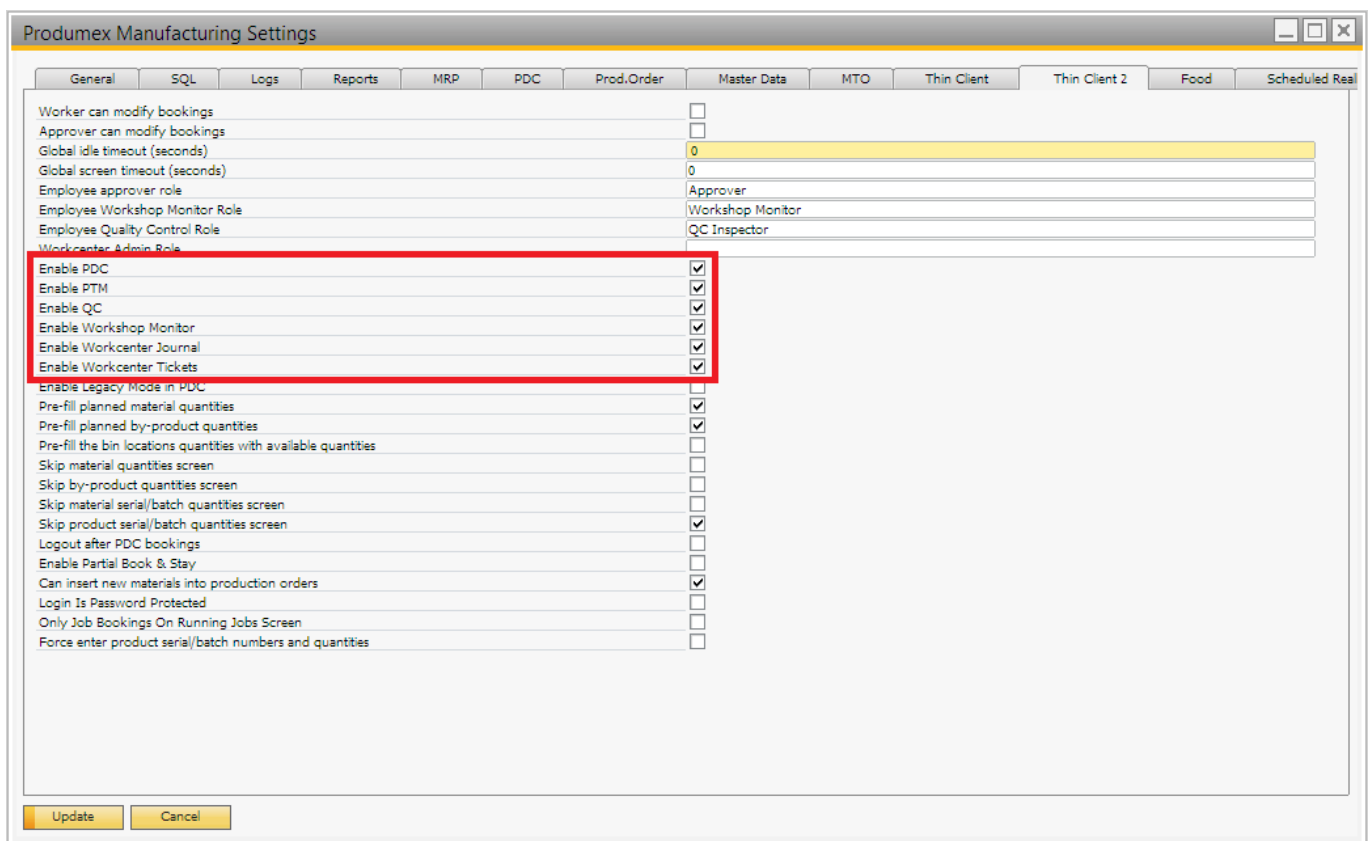 Produmex Manufacturing Settings
General SQL Logs Reports MRP PDC Prod.Order Master Data MTO Thin Client Thin Client 2 Food Scheduled Real
Worker can modify bookings
Approver can modify bookings
Global idle timeout (seconds) 0
Global screen timeout (seconds) 0
Employee approver role Approver
Employee Workshop Monitor Role Workshop Monitor
Employee Quality Control Role QC Inspector
Workcenter Admin Role
Enable PDC
Enable PTM
Enable QC
Enable Workshop Monitor
Enable Workcenter Journal
Enable Workcenter Tickets
Enable Legacy Mode in PDC
Pre-fill planned material quantities
Pre-fill planned by-product quantities
Pre-fill the bin locations quantities with available quantities
Skip material quantities screen
Skip by-product quantities screen
Skip material serial/batch quantities screen
Skip product serial/batch quantities screen
Logout after PDC bookings
Enable Partial Book & Stay
Can insert new materials into production orders
Login Is Password Protected
Only Job Bookings On Running Jobs Screen
Force enter product serial/batch numbers and quantities
Update Cancel